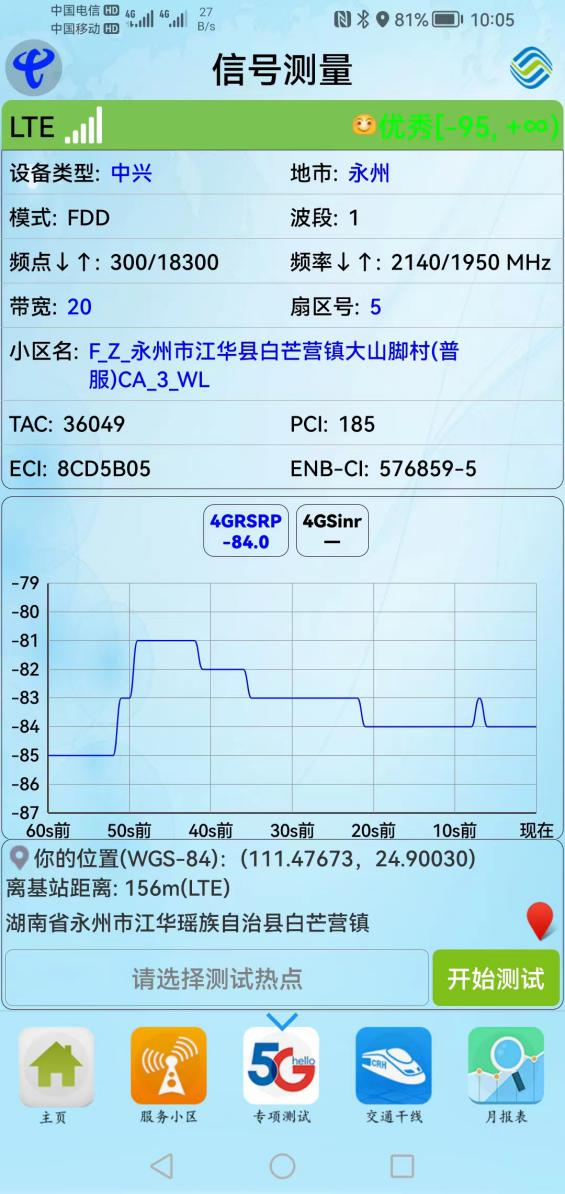 中国电信 HD 4G 4G 27 81% 10:05
中国移动 HD B/s
信号测量
LTE 优秀[-95, +∞)
设备类型: 中兴 地市: 永州
模式: FDD 波段: 1
频点↓↑: 300/18300 频率↓↑: 2140/1950 MHz
带宽: 20 扇区号: 5
小区名: F_Z_永州市江华县白芒营镇大山脚村(普
服)CA_3_WL
TAC: 36049 PCI: 185
ECI: 8CD5B05 ENB-CI: 576859-5
4GRSRP 4GSinr
-84.0 —
-79
-80
-81
-82
-83
-84
-85
-86
-87
60s前 50s前 40s前 30s前 20s前 10s前 现在
你的位置(WGS-84): (111.47673, 24.90030)
离基站距离: 156m(LTE)
湖南省永州市江华瑶族自治县白芒营镇
请选择测试热点 开始测试
5G hello CRH
主页 服务小区 专项测试 交通干线 月报表